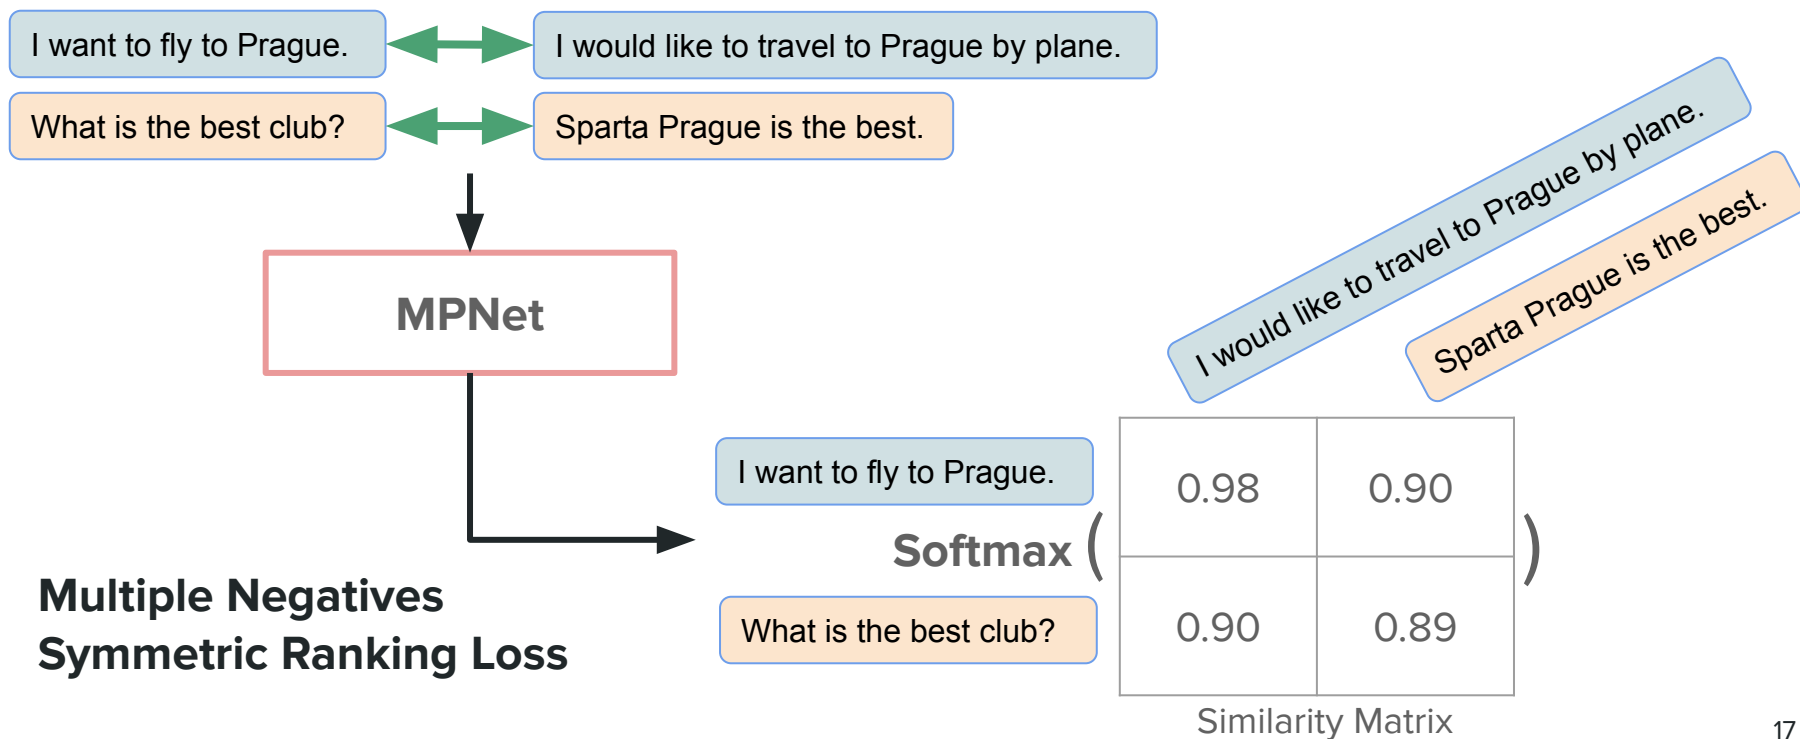 I want to fly to Prague.
I would like to travel to Prague by plane.
What is the best club?
Sparta Prague is the best.
MPNet
I would like to travel to Prague by plane.
Sparta Prague is the best.
I want to fly to Prague.
0.98 0.90
Softmax ( )
What is the best club?
0.90 0.89
Similarity Matrix
Multiple Negatives
Symmetric Ranking Loss
17